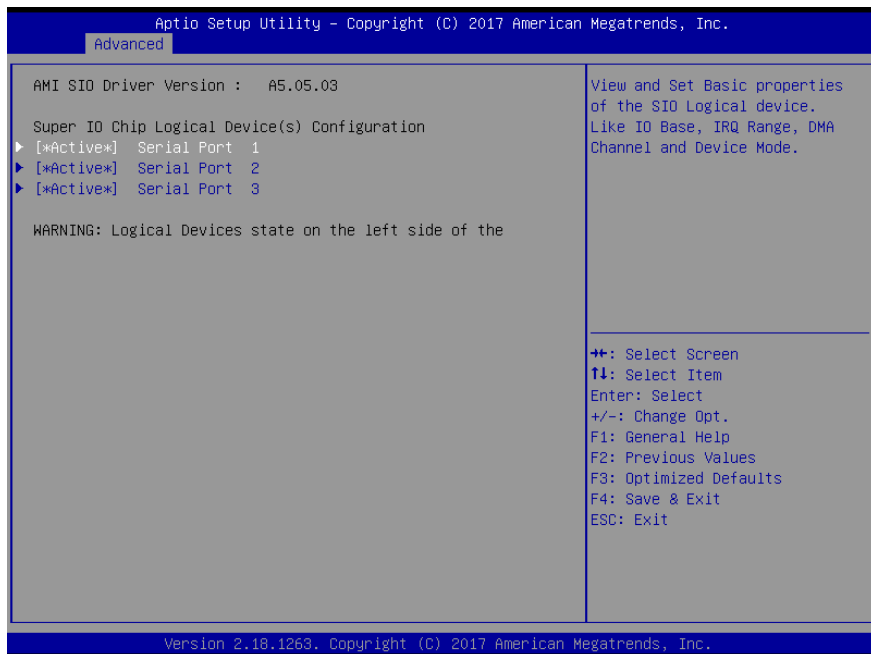 Aptio Setup Utility – Copyright (C) 2017 American Megatrends, Inc.
Advanced
AMI SIO Driver Version : A5.05.03
Super IO Chip Logical Device(s) Configuration
[*Active*] Serial Port 1
[*Active*] Serial Port 2
[*Active*] Serial Port 3
WARNING: Logical Devices state on the left side of the
View and Set Basic properties
of the SIO Logical device.
Like IO Base, IRQ Range, DMA
Channel and Device Mode.
→←: Select Screen
↑↓: Select Item
Enter: Select
+/-: Change Opt.
F1: General Help
F2: Previous Values
F3: Optimized Defaults
F4: Save & Exit
ESC: Exit
Version 2.18.1263. Copyright (C) 2017 American Megatrends, Inc.